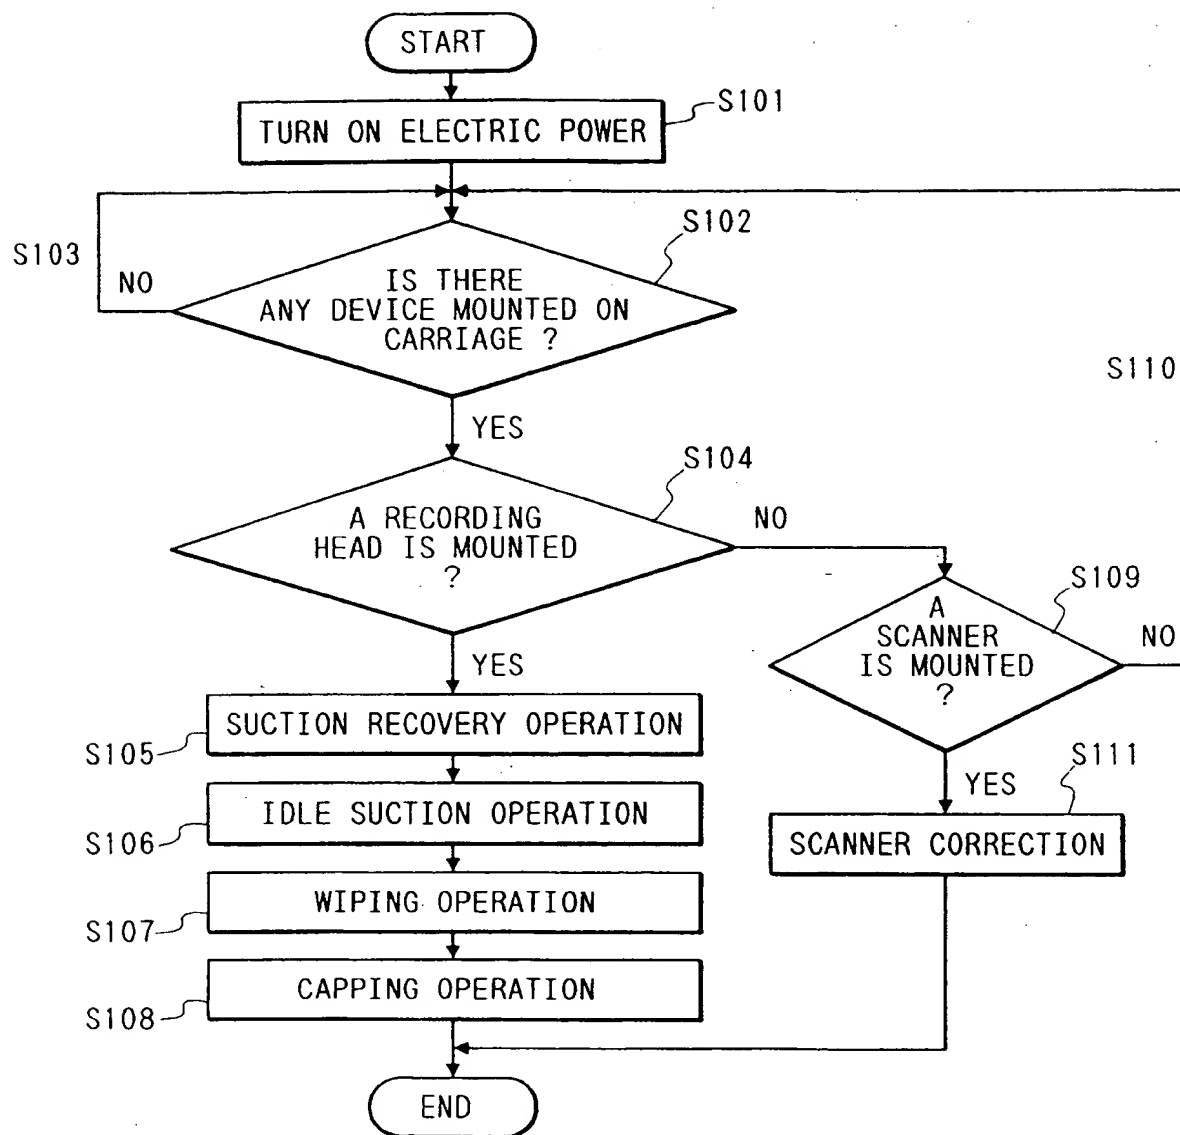 START
S101
TURN ON ELECTRIC POWER
S102
S103
NO
IS THERE
ANY DEVICE MOUNTED ON
CARRIAGE ?
S110
YES
S104
A RECORDING
HEAD IS MOUNTED
?
NO
S109
A
SCANNER
IS MOUNTED
?
NO
YES
SUCTION RECOVERY OPERATION
S105
S111
YES
IDLE SUCTION OPERATION
S106
SCANNER CORRECTION
WIPING OPERATION
S107
CAPPING OPERATION
S108
END